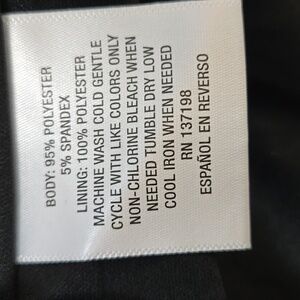 BODY: 95% POLYESTER
5% SPANDEX
LINING: 100% POLYESTER
MACHINE WASH COLD GENTLE
CYCLE WITH LIKE COLORS ONLY
NON-CHLORINE BLEACH WHEN
NEEDED TUMBLE DRY LOW
COOL IRON WHEN NEEDED
RN 137198
ESPAÑOL EN REVERSO